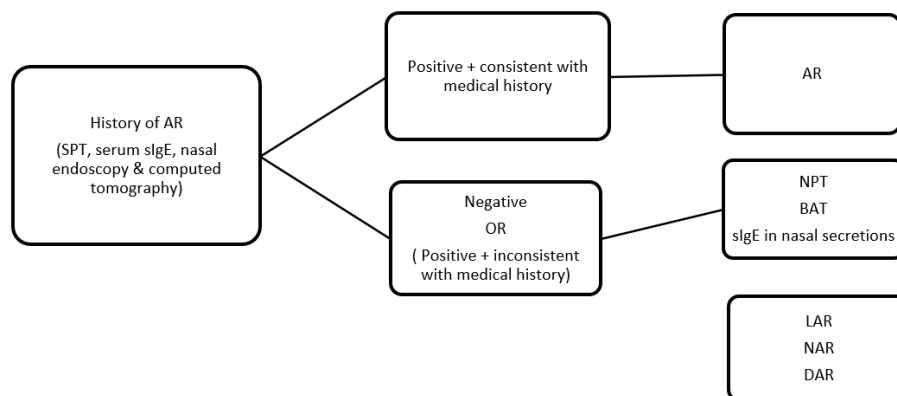 History of AR
(SPT, serum sIgE, nasal
endoscopy & computed
tomography)
Positive + consistent with
medical history
AR
Negative
OR
( Positive + inconsistent
with medical history)
NPT
BAT
sIgE in nasal secretions
LAR
NAR
DAR